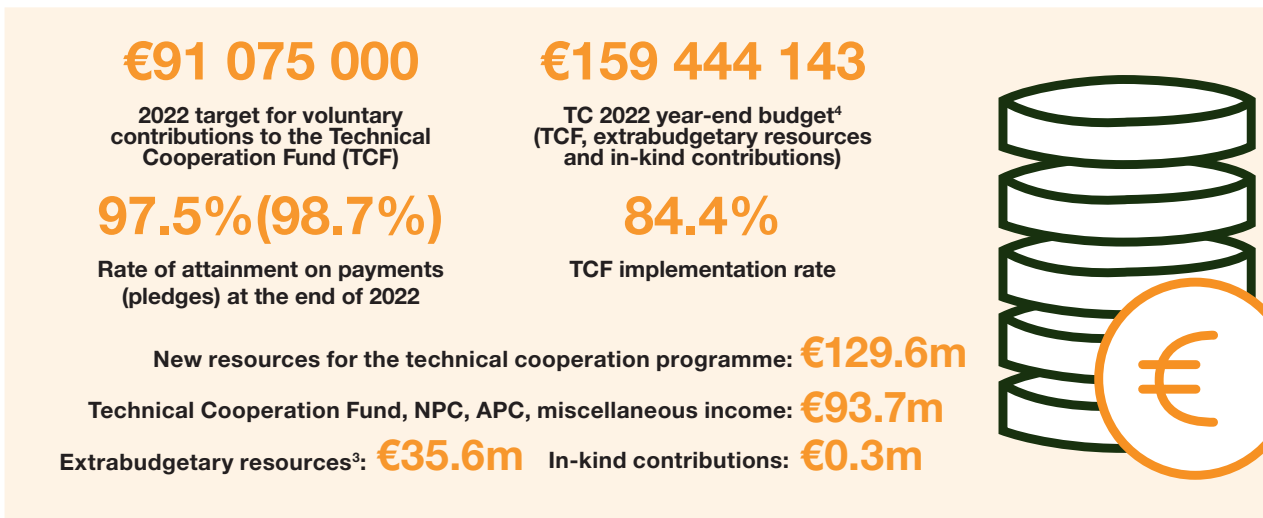 €91 075 000
2022 target for voluntary
contributions to the Technical
Cooperation Fund (TCF)
€159 444 143
TC 2022 year-end budget⁴
(TCF, extrabudgetary resources
and in-kind contributions)
97.5%(98.7%)
Rate of attainment on payments
(pledges) at the end of 2022
84.4%
TCF implementation rate
New resources for the technical cooperation programme: €129.6m
Technical Cooperation Fund, NPC, APC, miscellaneous income: €93.7m
Extrabudgetary resources³: €35.6m In-kind contributions: €0.3m
€